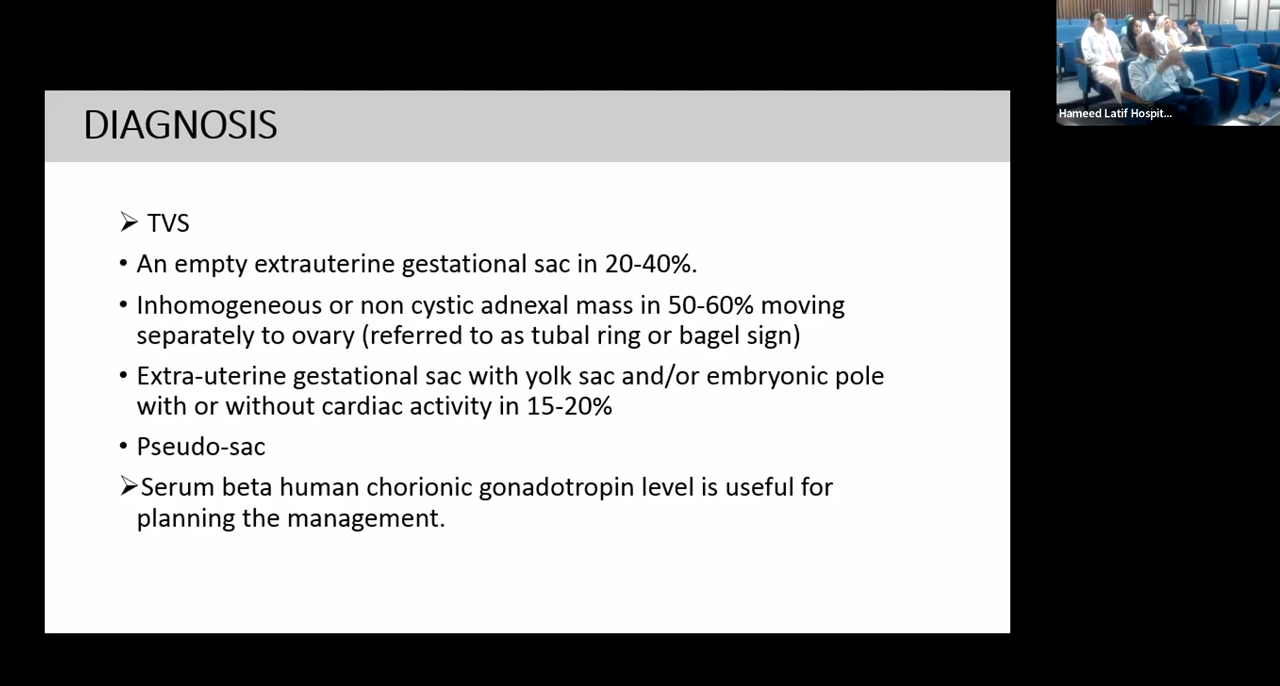 DIAGNOSIS
➢ TVS
• An empty extrauterine gestational sac in 20-40%.
• Inhomogeneous or non cystic adnexal mass in 50-60% moving
separately to ovary (referred to as tubal ring or bagel sign)
• Extra-uterine gestational sac with yolk sac and/or embryonic pole
with or without cardiac activity in 15-20%
• Pseudo-sac
➢Serum beta human chorionic gonadotropin level is useful for
planning the management.
Hameed Latif Hospit...